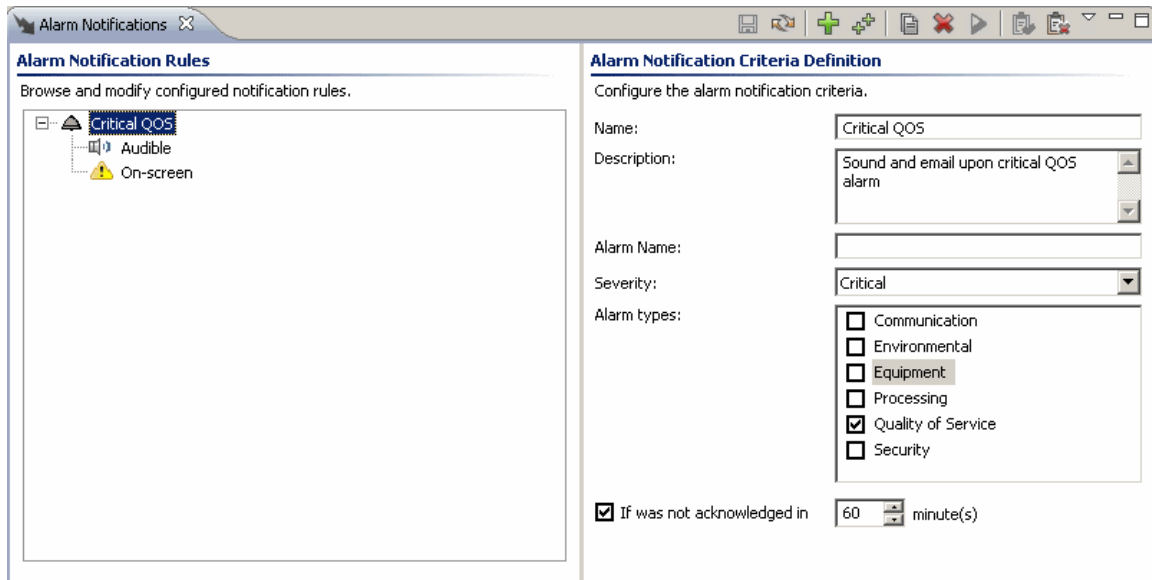 Alarm Notifications
Alarm Notification Rules
Browse and modify configured notification rules.
Critical QOS
Audible
On-screen
Alarm Notification Criteria Definition
Configure the alarm notification criteria.
Name:
Critical QOS
Description:
Sound and email upon critical QOS
alarm
Alarm Name:
Severity:
Critical
Alarm types:
Communication
Environmental
Equipment
Processing
Quality of Service
Security
If was not acknowledged in 60 minute(s)